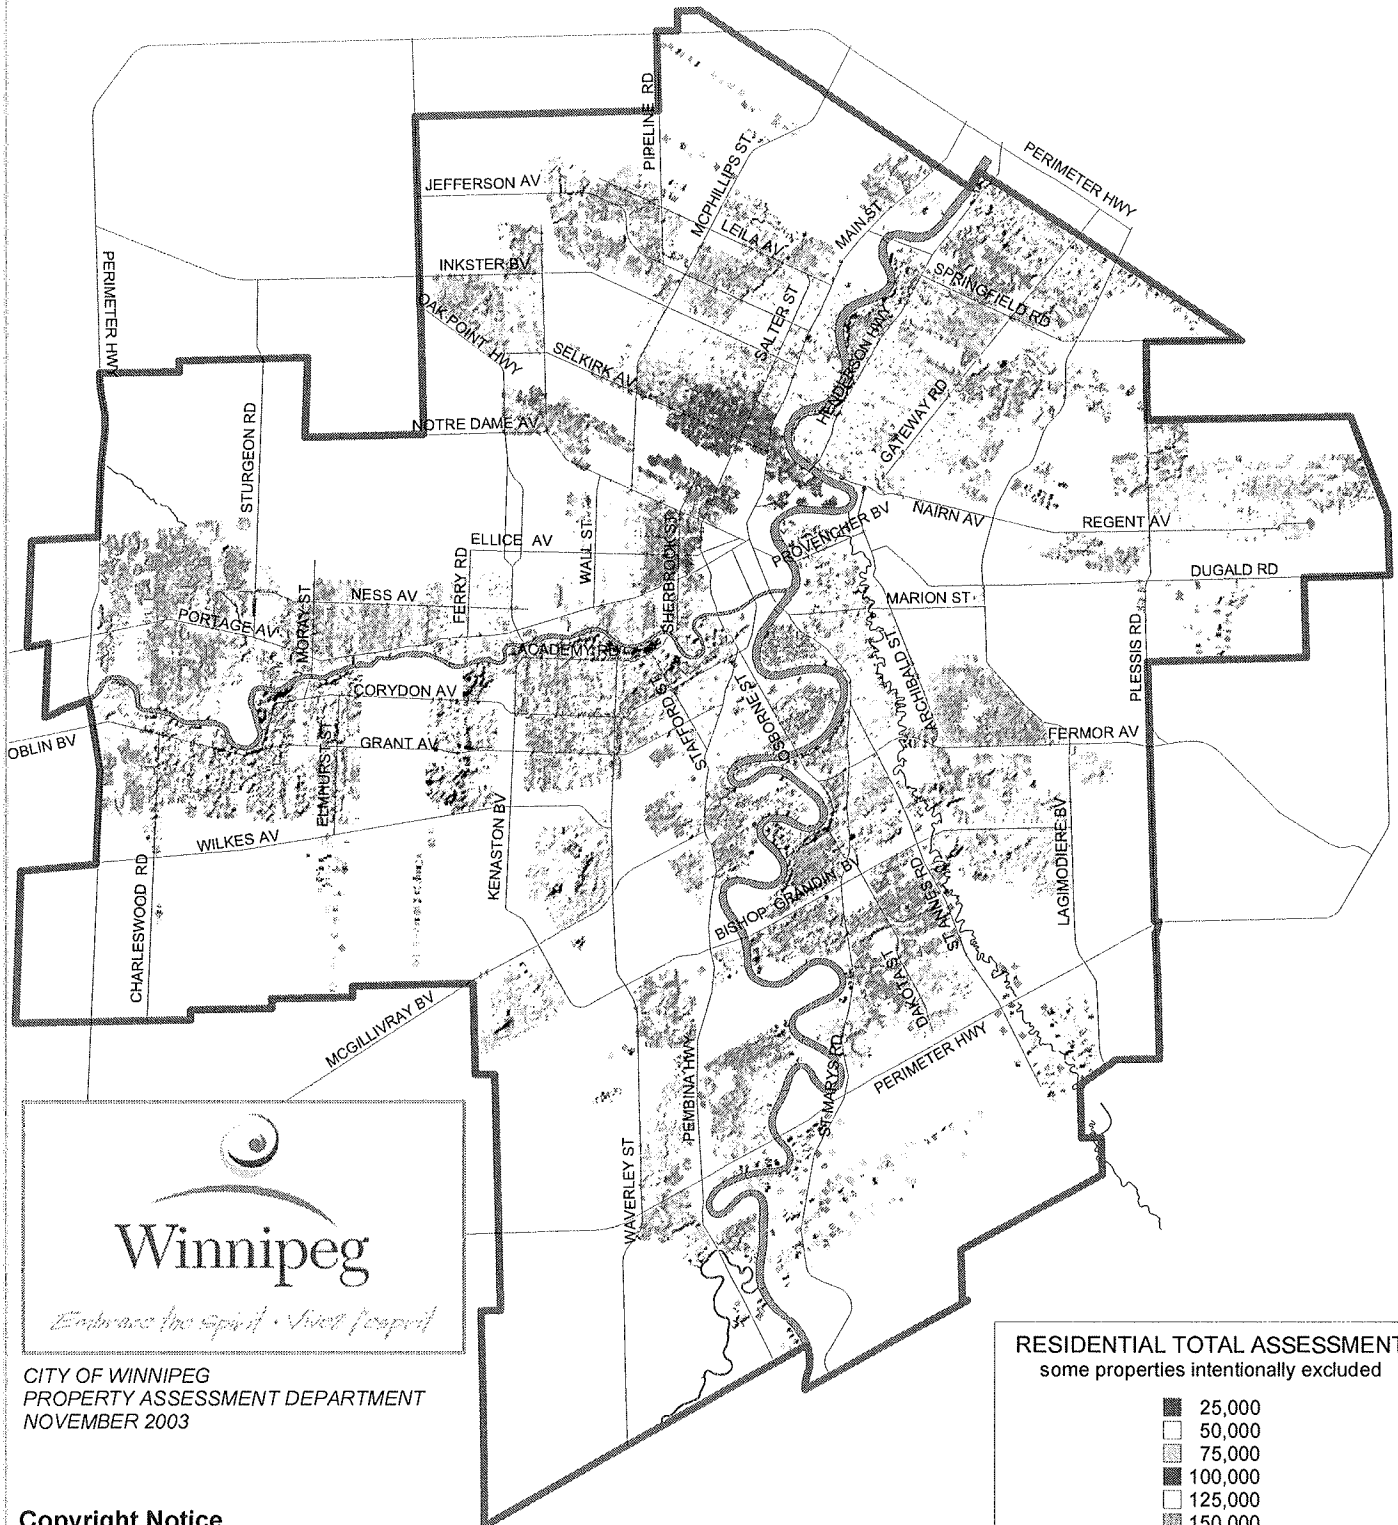 PIPELINE RD
MCPHILLIPS ST
PERIMETER HWY
JEFFERSON AV
LEILA AV
MAIN ST
PERIMETER HWY
INKSTER BV
SPRINGFIELD RD
OAK POINT HWY
SALTER ST
HENDERSON HWY
SELKIRK AV
GATEWAY RD
STURGEON RD
NOTRE DAME AV
NAIRN AV
REGENT AV
PROVENCHER BV
ELLICE AV
WALL ST
SHERBROOK ST
DUGALD RD
FERRY RD
NESS AV
MARION ST
MORAY ST
PORTAGE AV
ACADEMY RD
ARCHIBALD ST
PLESSIS RD
CORYDON AV
STAFFORD ST
OSBORNE ST
OBLIN BV
GRANT AV
ELMHURST ST
FERMOR AV
WILKES AV
KENASTON BV
LAGIMODIERE BV
CHARLESWOOD RD
BISHOP GRANDIN BV
ST ANNES RD
DAKOTA ST
MCGILLIVRAY BV
PEMBINA HWY
ST MARYS RD
PERIMETER HWY
WAVERLEY ST
Winnipeg
Embrace the Spirit · Vivez l'esprit
CITY OF WINNIPEG
PROPERTY ASSESSMENT DEPARTMENT
NOVEMBER 2003
RESIDENTIAL TOTAL ASSESSMENT
some properties intentionally excluded
25,000
50,000
75,000
100,000
125,000
150,000
Copyright Notice